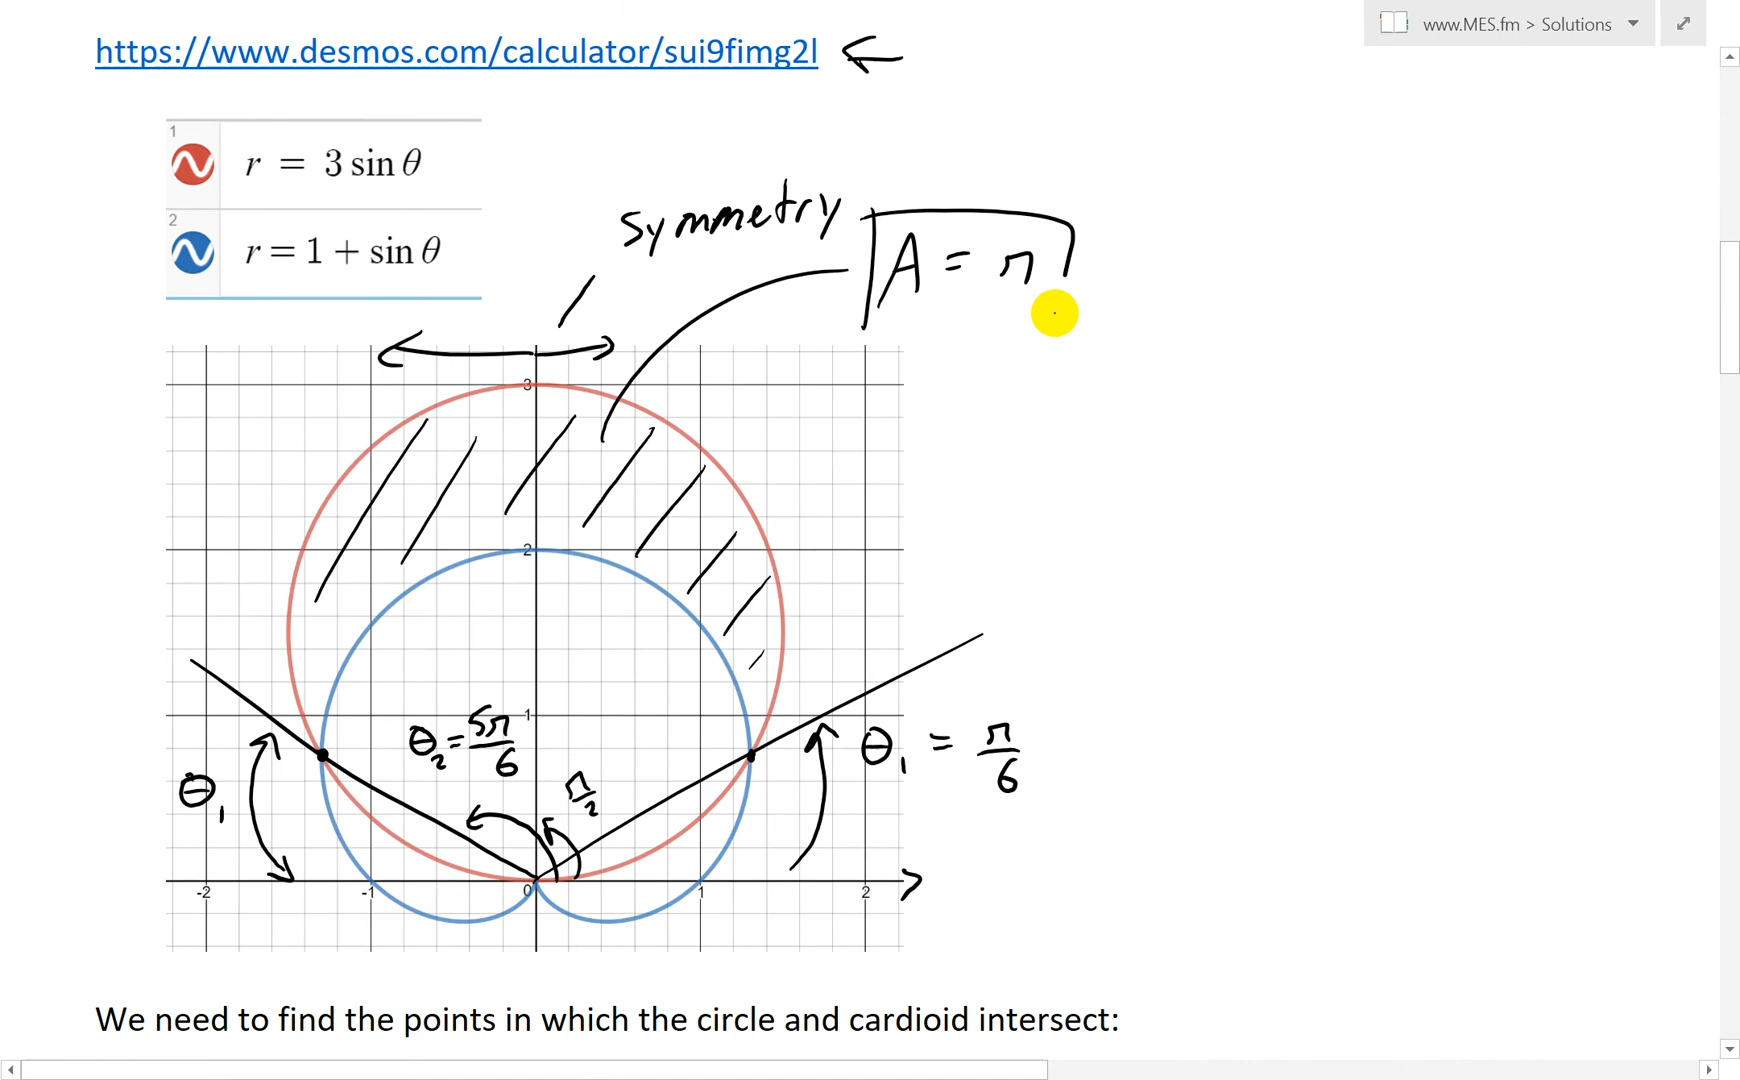 www.MES.fm > Solutions
https://www.desmos.com/calculator/sui9fimg2l
1
r = 3 sin θ
2
r = 1 + sin θ
symmetry
A = π
3
2
1
θ₂ = 5π/6
π/2
θ₁ = π/6
θ₁
-2 -1 0 1 2
We need to find the points in which the circle and cardioid intersect: